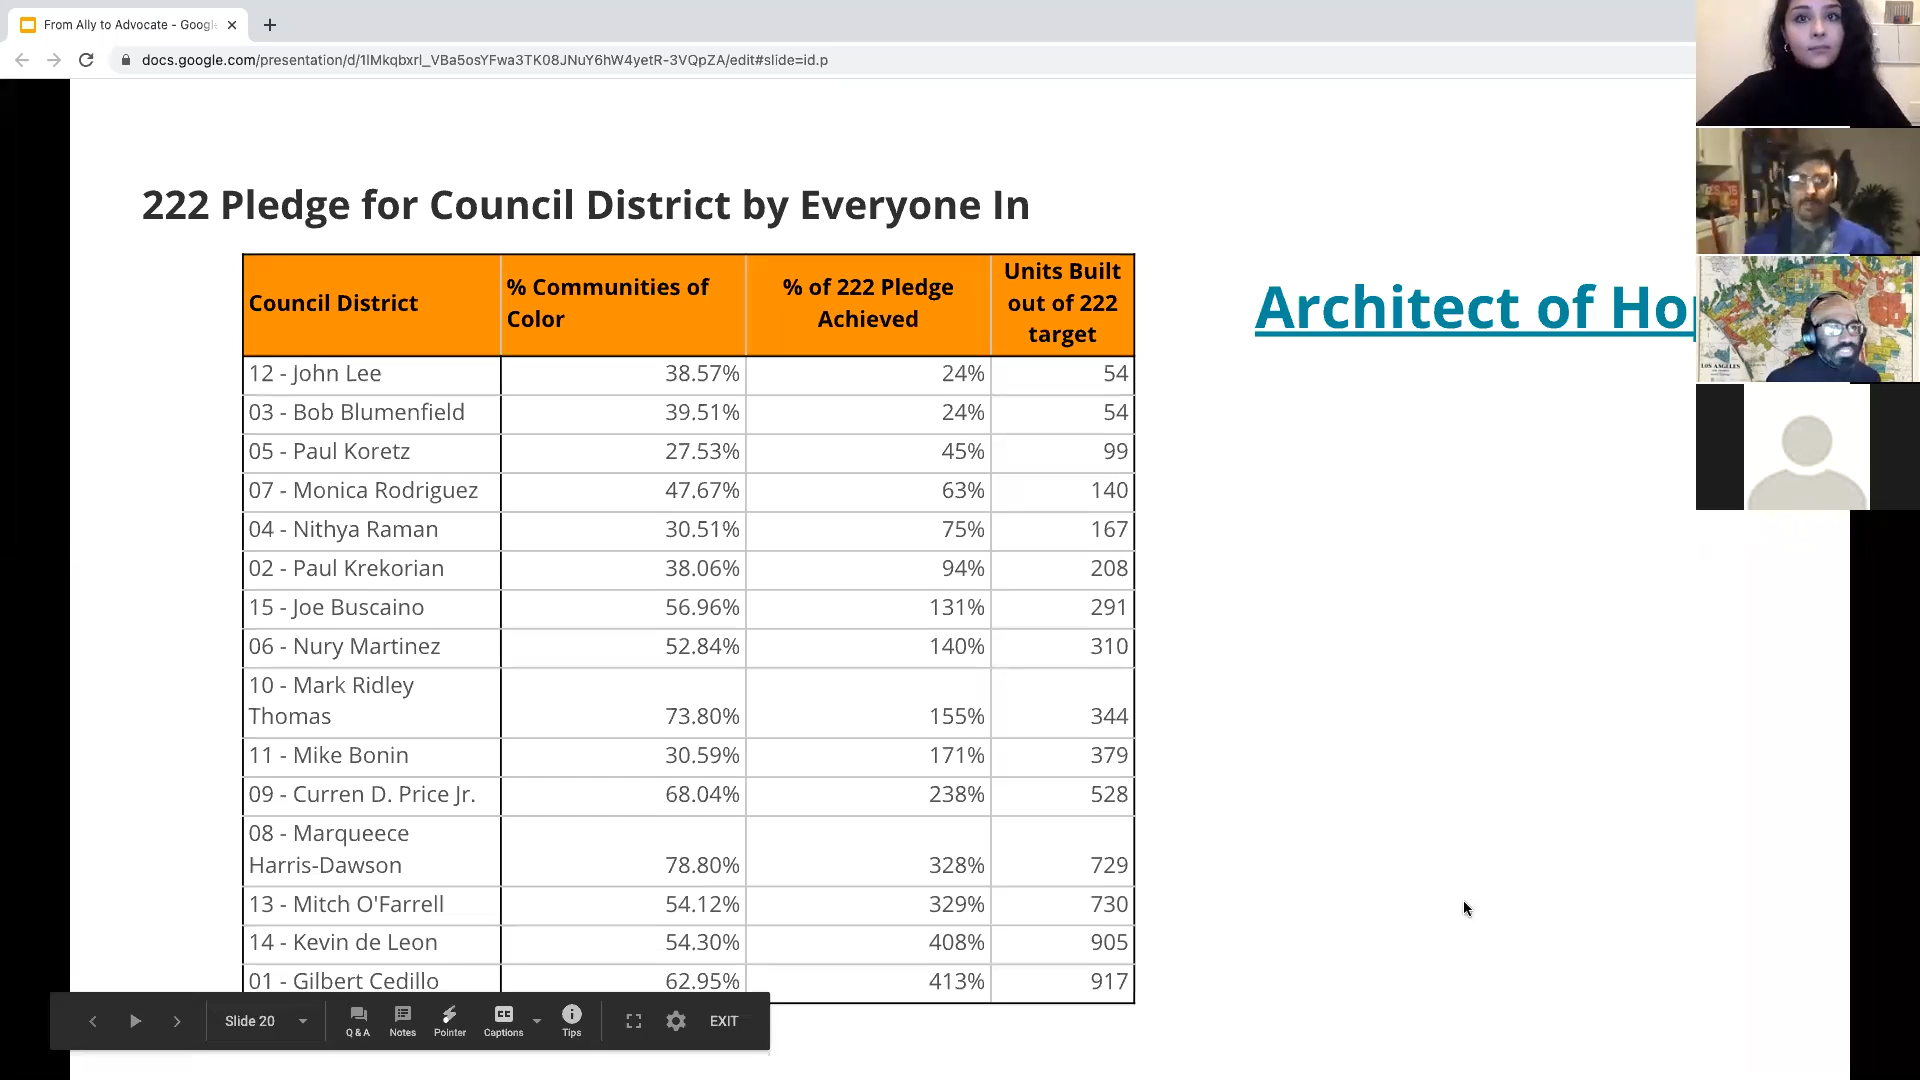 From Ally to Advocate - Googl
docs.google.com/presentation/d/1lMkqbxrl_VBa5osYFwa3TK08JNuY6hW4yetR-3VQpZA/edit#slide=id.p
222 Pledge for Council District by Everyone In
Council District % Communities of Color % of 222 Pledge Achieved Units Built out of 222 target
12 - John Lee 38.57% 24% 54
03 - Bob Blumenfield 39.51% 24% 54
05 - Paul Koretz 27.53% 45% 99
07 - Monica Rodriguez 47.67% 63% 140
04 - Nithya Raman 30.51% 75% 167
02 - Paul Krekorian 38.06% 94% 208
15 - Joe Buscaino 56.96% 131% 291
06 - Nury Martinez 52.84% 140% 310
10 - Mark Ridley
Thomas 73.80% 155% 344
11 - Mike Bonin 30.59% 171% 379
09 - Curren D. Price Jr. 68.04% 238% 528
08 - Marqueece
Harris-Dawson 78.80% 328% 729
13 - Mitch O'Farrell 54.12% 329% 730
14 - Kevin de Leon 54.30% 408% 905
01 - Gilbert Cedillo 62.95% 413% 917
Architect of Ho
LOS ANGELES
Slide 20
Q & A Notes Pointer Captions Tips EXIT